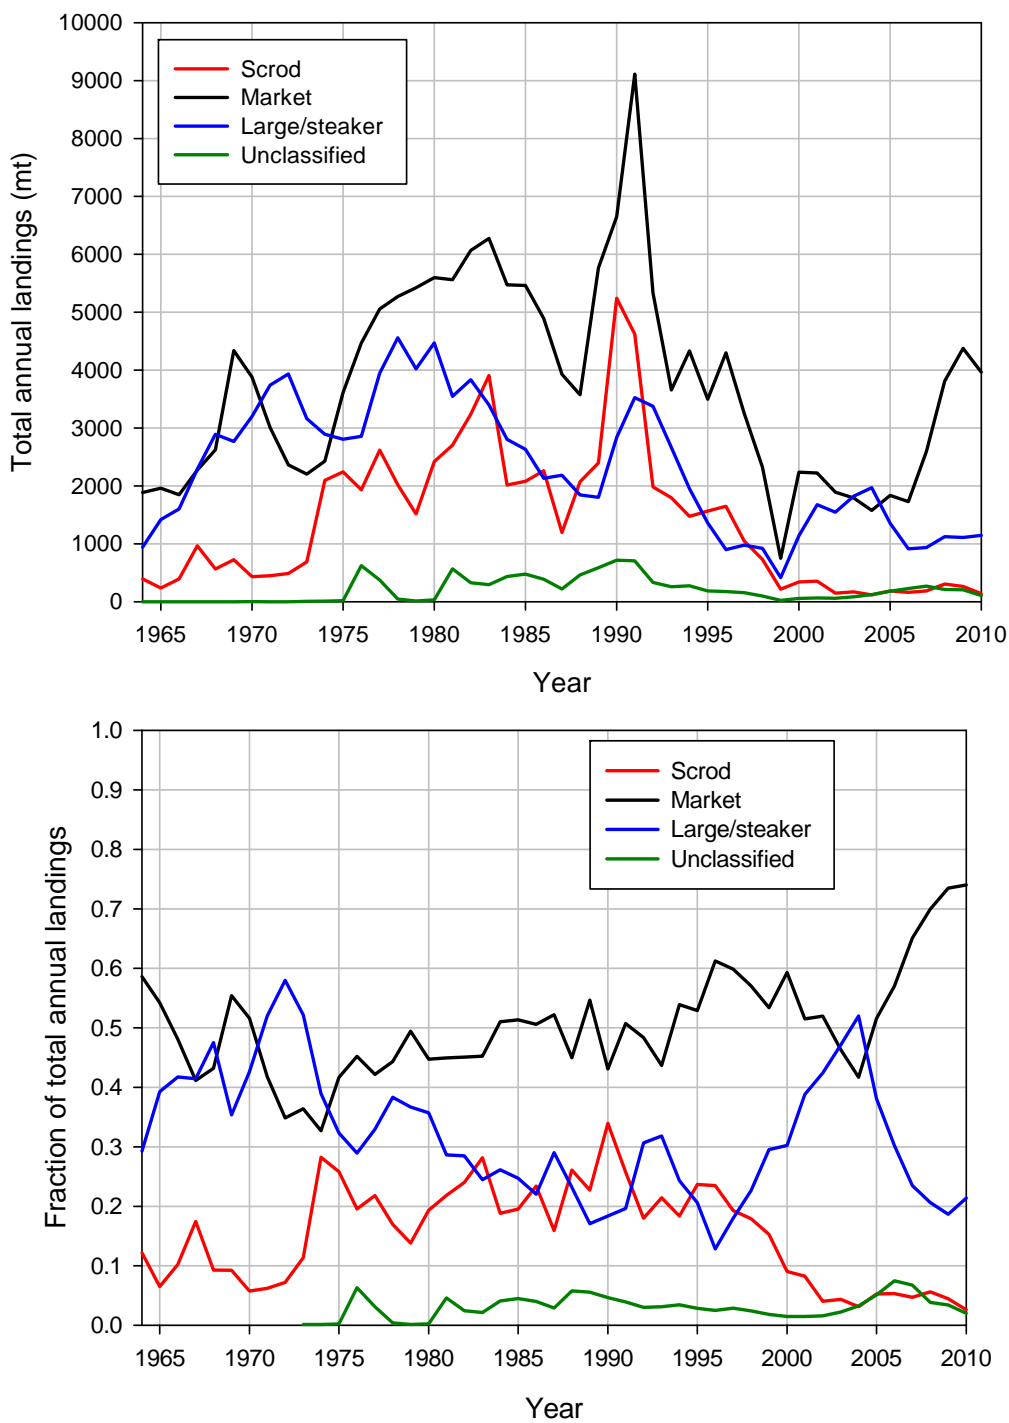 Total annual landings (mt)
10000
9000
8000
7000
6000
5000
4000
3000
2000
1000
0
Scrod
Market
Large/steaker
Unclassified
1965 1970 1975 1980 1985 1990 1995 2000 2005 2010
Year
Fraction of total annual landings
1.0
0.9
0.8
0.7
0.6
0.5
0.4
0.3
0.2
0.1
0.0
Scrod
Market
Large/steaker
Unclassified
1965 1970 1975 1980 1985 1990 1995 2000 2005 2010
Year